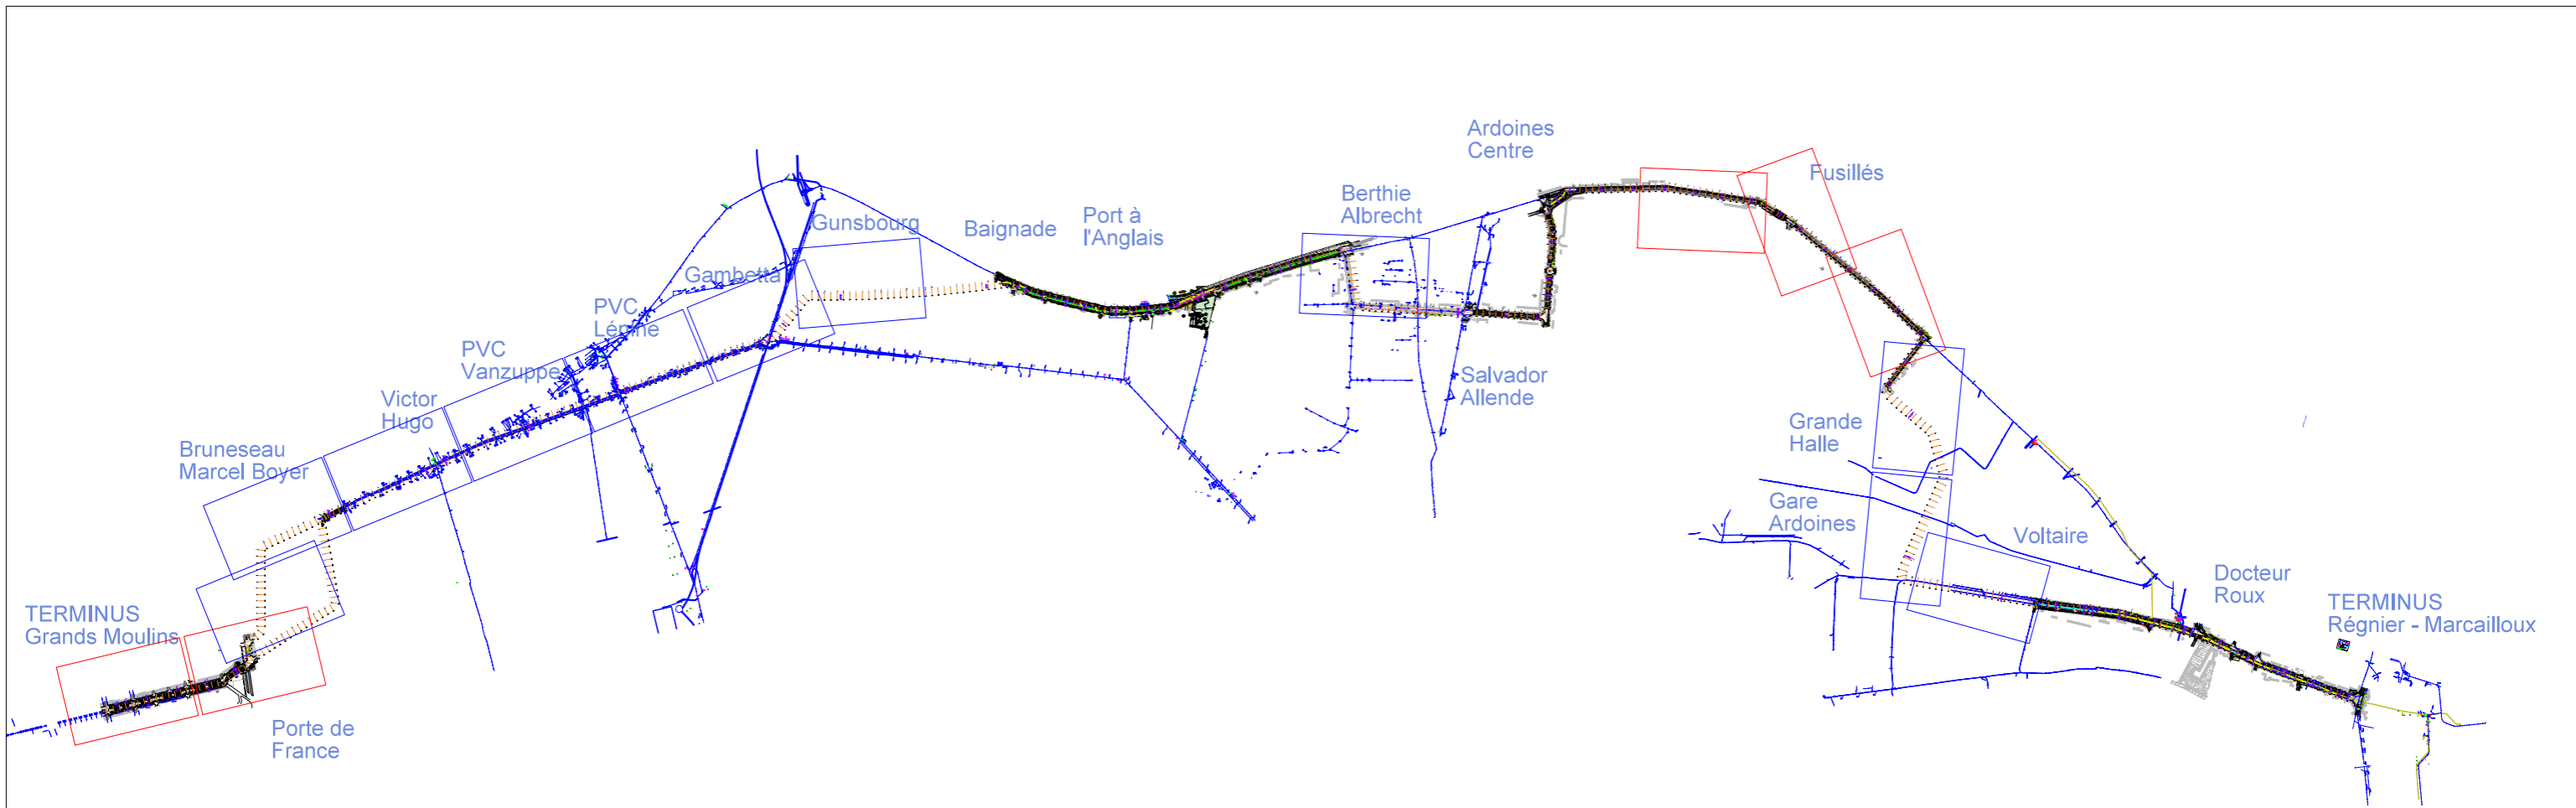 TERMINUS
Grands Moulins
Porte de
France
Bruneseau
Marcel Boyer
Victor
Hugo
PVC
Vanzuppe
PVC
Lépine
Gambetta
Gunsbourg
Baignade
Port à
l'Anglais
Berthie
Albrecht
Salvador
Allende
Ardoines
Centre
Fusillés
Grande
Halle
Gare
Ardoines
Voltaire
Docteur
Roux
TERMINUS
Régnier - Marcailloux